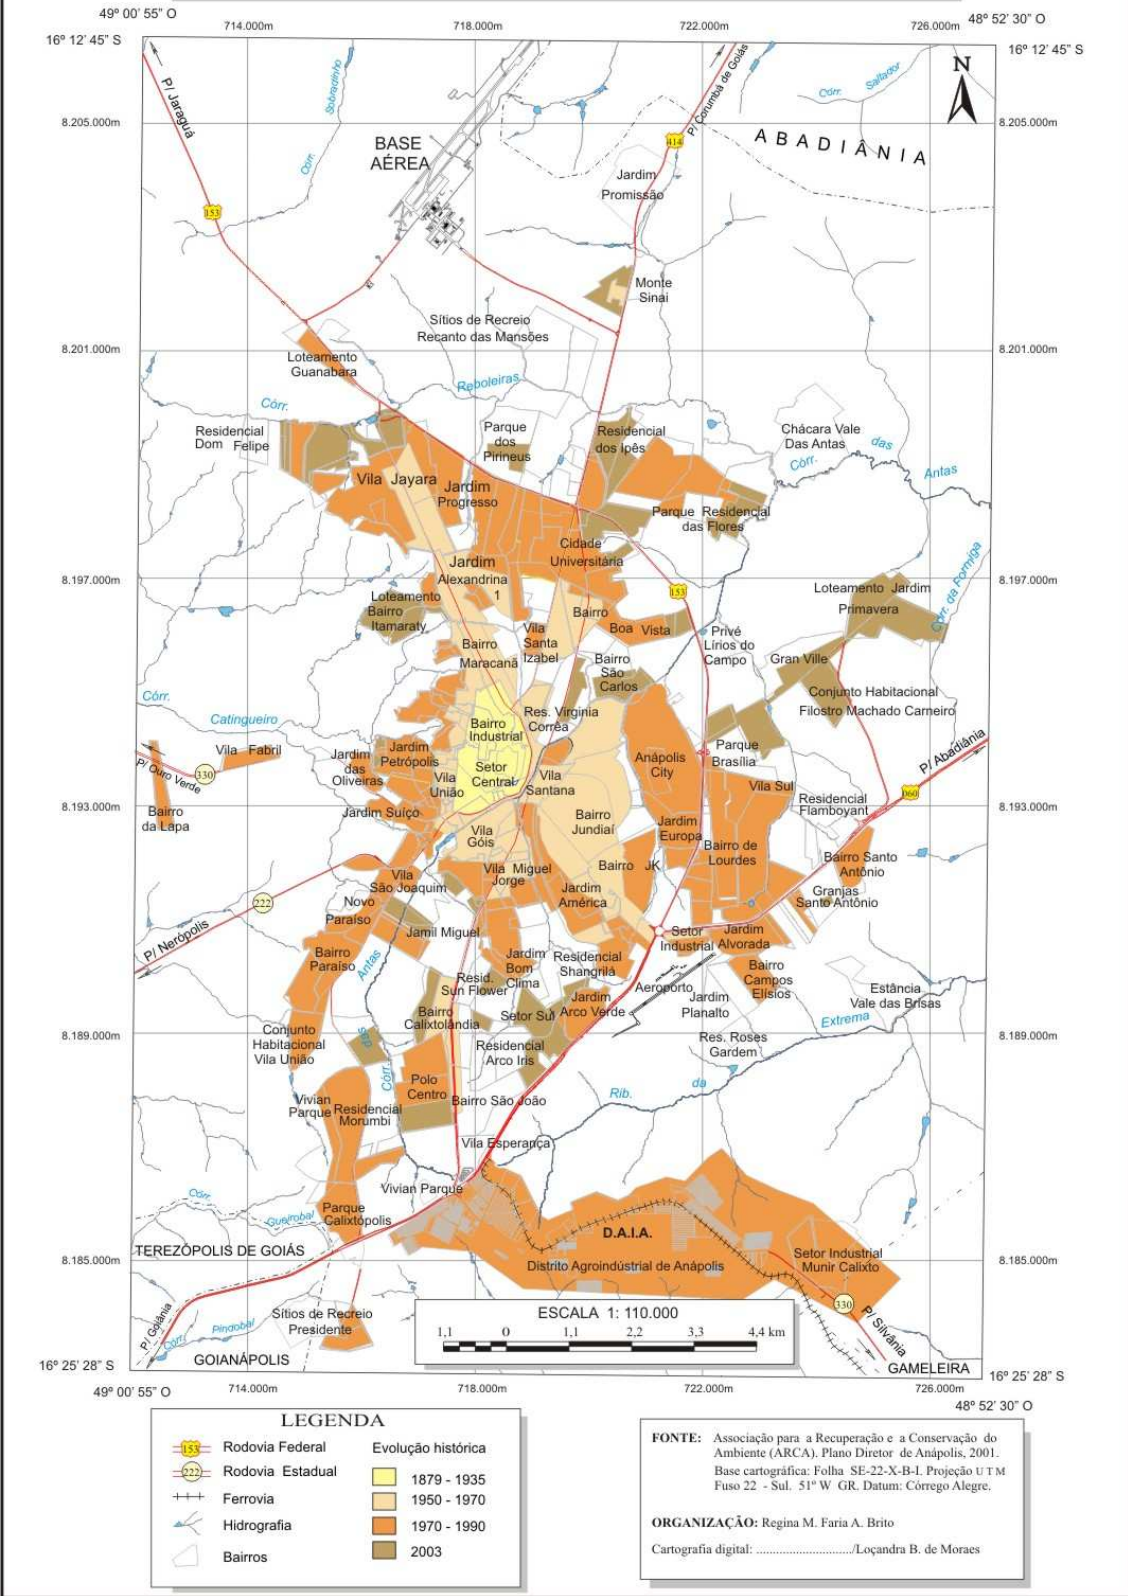 49º 00' 55" O
714.000m
718.000m
722.000m
726.000m
48º 52' 30" O
16º 12' 45" S
16º 12' 45" S
N
P/ Jaraguá
Sobradinho
Córr.
BASE
AÉREA
P/ Corumbá de Goiás
Córr. Saltador
8.205.000m
8.205.000m
414
ABADIÂNIA
Jardim
Promissão
153
Monte
Sinai
Sítios de Recreio
Recanto das Mansões
8.201.000m
8.201.000m
Loteamento
Guanabara
Reboleiras
Córr.
Residencial
Dom Felipe
Parque
dos
Pirineus
Residencial
dos Ipês
Chácara Vale
Das Antas
das
Córr.
Antas
Vila Jayara
Jardim
Progresso
Parque Residencial
das Flores
Cidade
Universitária
Jardim
Alexandrina
1
8.197.000m
8.197.000m
Córr. da Formiga
Loteamento
Bairro
Itamaraty
153
Loteamento Jardim
Primavera
Bairro
Boa Vista
Vila
Santa
Izabel
Bairro
Maracanã
Privé
Lírios do
Campo
Bairro
São
Carlos
Gran Ville
Conjunto Habitacional
Filostro Machado Carneiro
Córr.
Catingueiro
Res. Virginia
Corrêa
Bairro
Industrial
Vila Fabril
Jardim
das
Oliveiras
Jardim
Petrópolis
Parque
Brasília
P/ Abadiânia
P/ Ouro Verde
330
Setor
Central
Vila
União
Vila
Santana
Anápolis
City
Vila Sul
060
8.193.000m
8.193.000m
Bairro
da Lapa
Jardim Suíço
Residencial
Flamboyant
Bairro
Jundiaí
Jardim
Europa
Vila
Góis
Bairro de
Lourdes
Bairro Santo
Antônio
Vila
São Joaquim
Vila Miguel
Jorge
Bairro JK
Jardim
América
Granjas
Santo Antônio
222
Novo
Paraíso
P/ Nerópolis
Jamil Miguel
Setor
Industrial
Jardim
Alvorada
Bairro
Paraíso
Antas
Jardim
Bom
Clima
Residencial
Shangrilá
Bairro
Campos
Elísios
Resid.
Sun Flower
Aeroporto
Jardim
Planalto
Estância
Vale das Brisas
Bairro
Calixtolândia
Setor Sul
Jardim
Arco Verde
Extrema
8.189.000m
8.189.000m
Conjunto
Habitacional
Vila União
das
Córr.
Residencial
Arco Iris
Res. Roses
Gardem
Polo
Centro
Bairro São João
Rib.
da
Vivian
Parque
Residencial
Morumbi
Vila Esperança
Vivian Parque
Córr.
Gueirobal
Parque
Calixtópolis
D.A.I.A.
Distrito Agroindústrial de Anápolis
Setor Industrial
Munir Calixto
TEREZÓPOLIS DE GOIÁS
8.185.000m
8.185.000m
P/ Goiânia
Córr.
Pindobal
Sítios de Recreio
Presidente
330
P/ Silvânia
ESCALA 1: 110.000
1,1 0 1,1 2,2 3,3 4,4 km
GOIANÁPOLIS
GAMELEIRA
16º 25' 28" S
16º 25' 28" S
49º 00' 55" O
714.000m
718.000m
722.000m
726.000m
48º 52' 30" O
LEGENDA
153 Rodovia Federal
222 Rodovia Estadual
Ferrovia
Hidrografia
Bairros
Evolução histórica
1879 - 1935
1950 - 1970
1970 - 1990
2003
FONTE: Associação para a Recuperação e a Conservação do
Ambiente (ARCA). Plano Diretor de Anápolis, 2001.
Base cartográfica: Folha SE-22-X-B-I. Projeção U T M
Fuso 22 - Sul. 51º W GR. Datum: Córrego Alegre.
ORGANIZAÇÃO: Regina M. Faria A. Brito
Cartografia digital: ............................/Loçandra B. de Moraes